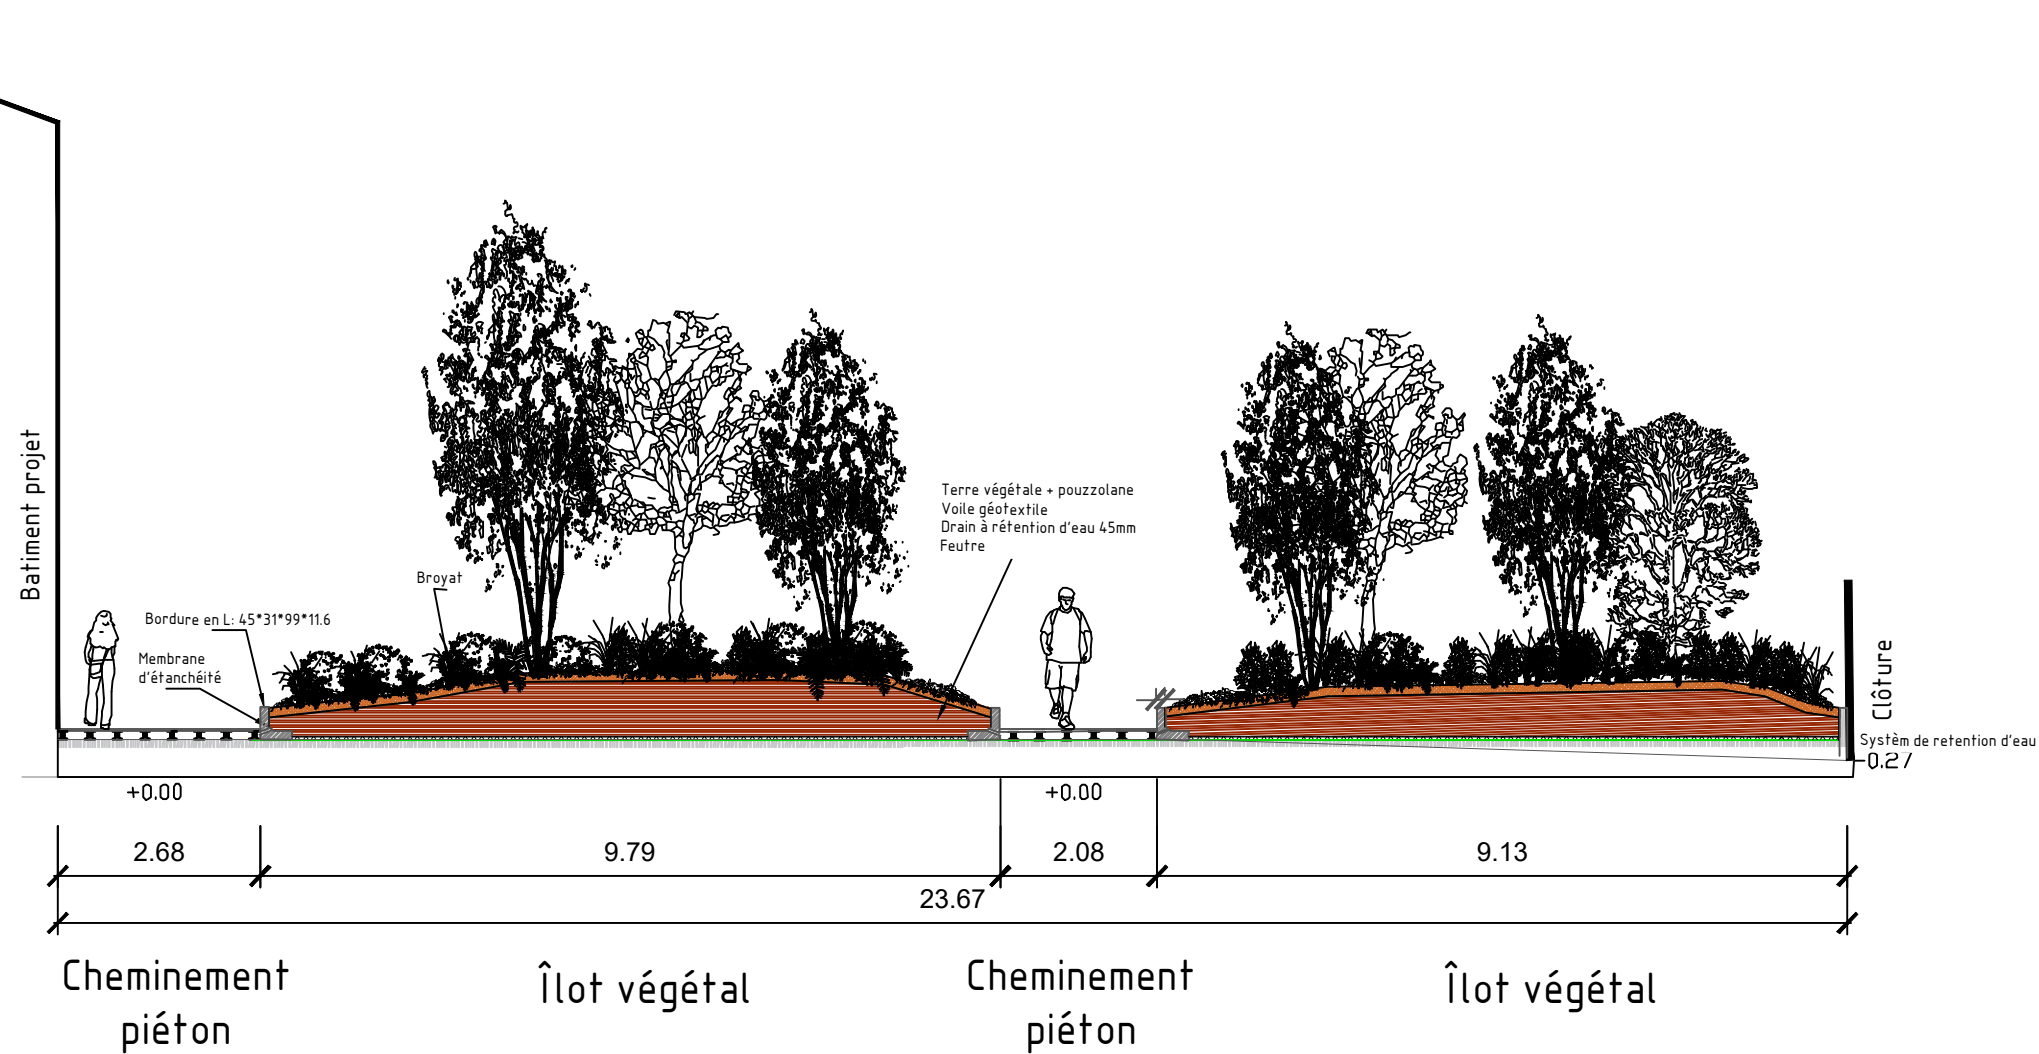 Batiment projet
Bordure en L: 45*31*99*11.6
Membrane
d'étanchéité
Broyat
Terre végétale + pouzzolane
Voile géotextile
Drain à rétention d'eau 45mm
Feutre
Clôture
Systèm de retention d'eau
-0.27
+0.00
+0.00
2.68
9.79
2.08
9.13
23.67
Cheminement
piéton
Îlot végétal
Cheminement
piéton
Îlot végétal